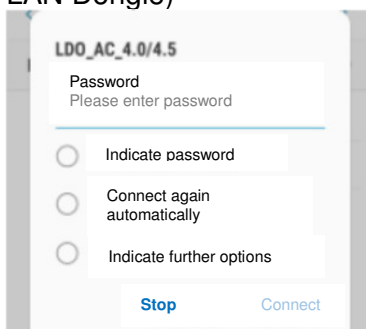 LAN Dongle)
LDO_AC_4.0/4.5
Password
Please enter password
Indicate password
Connect again
automatically
Indicate further options
Stop Connect